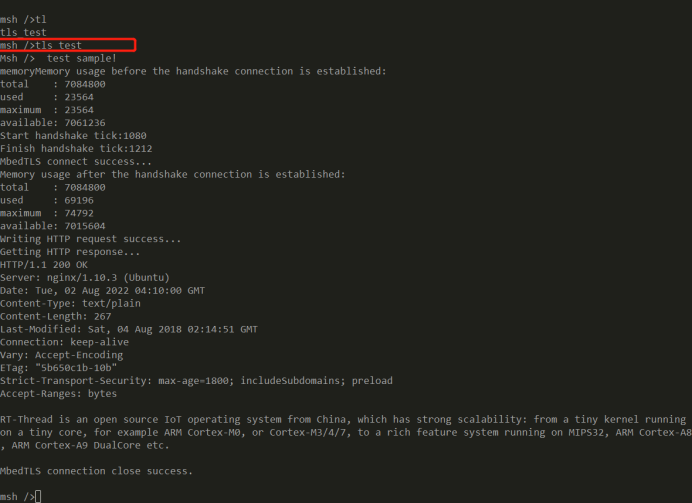 msh />tl
tls_test
msh />tls_test
Msh />  test sample!
memoryMemory usage before the handshake connection is established:
total    : 7084800
used     : 23564
maximum  : 23564
available: 7061236
Start handshake tick:1080
Finish handshake tick:1212
MbedTLS connect success...
Memory usage after the handshake connection is established:
total    : 7084800
used     : 69196
maximum  : 74792
available: 7015604
Writing HTTP request success...
Getting HTTP response...
HTTP/1.1 200 OK
Server: nginx/1.10.3 (Ubuntu)
Date: Tue, 02 Aug 2022 04:10:00 GMT
Content-Type: text/plain
Content-Length: 267
Last-Modified: Sat, 04 Aug 2018 02:14:51 GMT
Connection: keep-alive
Vary: Accept-Encoding
ETag: "5b650c1b-10b"
Strict-Transport-Security: max-age=1800; includeSubdomains; preload
Accept-Ranges: bytes
RT-Thread is an open source IoT operating system from China, which has strong scalability: from a tiny kernel running
on a tiny core, for example ARM Cortex-M0, or Cortex-M3/4/7, to a rich feature system running on MIPS32, ARM Cortex-A8
, ARM Cortex-A9 DualCore etc.
MbedTLS connection close success.
msh />